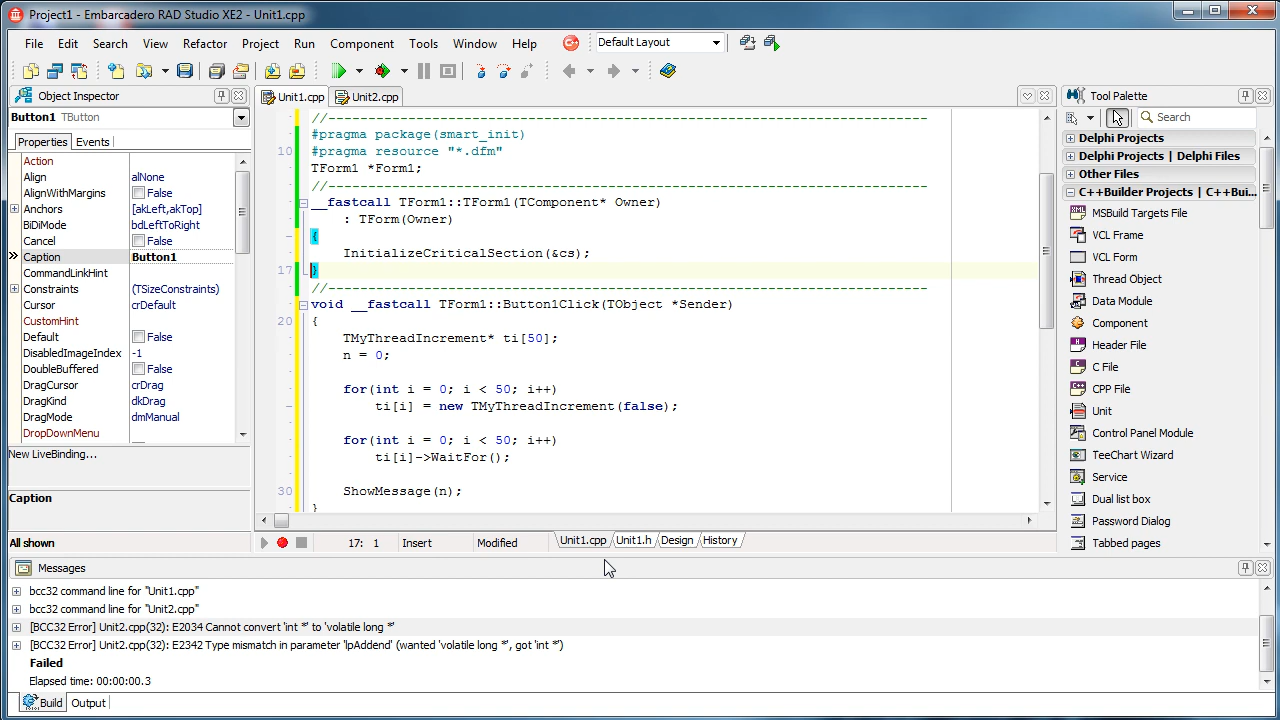 Project1 - Embarcadero RAD Studio XE2 - Unit1.cpp
File Edit Search View Refactor Project Run Component Tools Window Help Default Layout
Object Inspector
Button1 TButton
Properties Events
Action
Align alNone
AlignWithMargins False
Anchors [akLeft,akTop]
BiDiMode bdLeftToRight
Cancel False
Caption Button1
CommandLinkHint
Constraints (TSizeConstraints)
Cursor crDefault
CustomHint
Default False
DisabledImageIndex -1
DoubleBuffered False
DragCursor crDrag
DragKind dkDrag
DragMode dmManual
DropDownMenu
New LiveBinding...
Caption
All shown
Unit1.cpp Unit2.cpp
//---------------------------------------------------------------------------
#pragma package(smart_init)
10 #pragma resource "*.dfm"
TForm1 *Form1;
//---------------------------------------------------------------------------
__fastcall TForm1::TForm1(TComponent* Owner)
: TForm(Owner)
{
InitializeCriticalSection(&cs);
17 }
//---------------------------------------------------------------------------
void __fastcall TForm1::Button1Click(TObject *Sender)
20 {
TMyThreadIncrement* ti[50];
n = 0;
for(int i = 0; i < 50; i++)
ti[i] = new TMyThreadIncrement(false);
for(int i = 0; i < 50; i++)
ti[i]->WaitFor();
30 ShowMessage(n);
}
17: 1 Insert Modified Unit1.cpp Unit1.h Design History
Tool Palette
Search
Delphi Projects
Delphi Projects | Delphi Files
Other Files
C++Builder Projects | C++Bui...
MSBuild Targets File
VCL Frame
VCL Form
Thread Object
Data Module
Component
Header File
C File
CPP File
Unit
Control Panel Module
TeeChart Wizard
Service
Dual list box
Password Dialog
Tabbed pages
Messages
bcc32 command line for "Unit1.cpp"
bcc32 command line for "Unit2.cpp"
[BCC32 Error] Unit2.cpp(32): E2034 Cannot convert 'int *' to 'volatile long *'
[BCC32 Error] Unit2.cpp(32): E2342 Type mismatch in parameter 'lpAddend' (wanted 'volatile long *', got 'int *')
Failed
Elapsed time: 00:00:00.3
Build Output